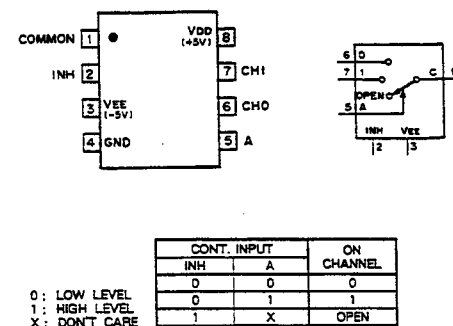 COMMON 1
INH 2
3 VEE
(-5V)
4 GND
VDD 8
(+5V)
7 CH1
6 CH0
5 A
6 0
7 1
C 1
OPEN
5 A
INH VEE
2 3
CONT. INPUT ON CHANNEL
INH A
0 0 0
0 1 1
1 X OPEN
0 : LOW LEVEL
1 : HIGH LEVEL
X : DON'T CARE